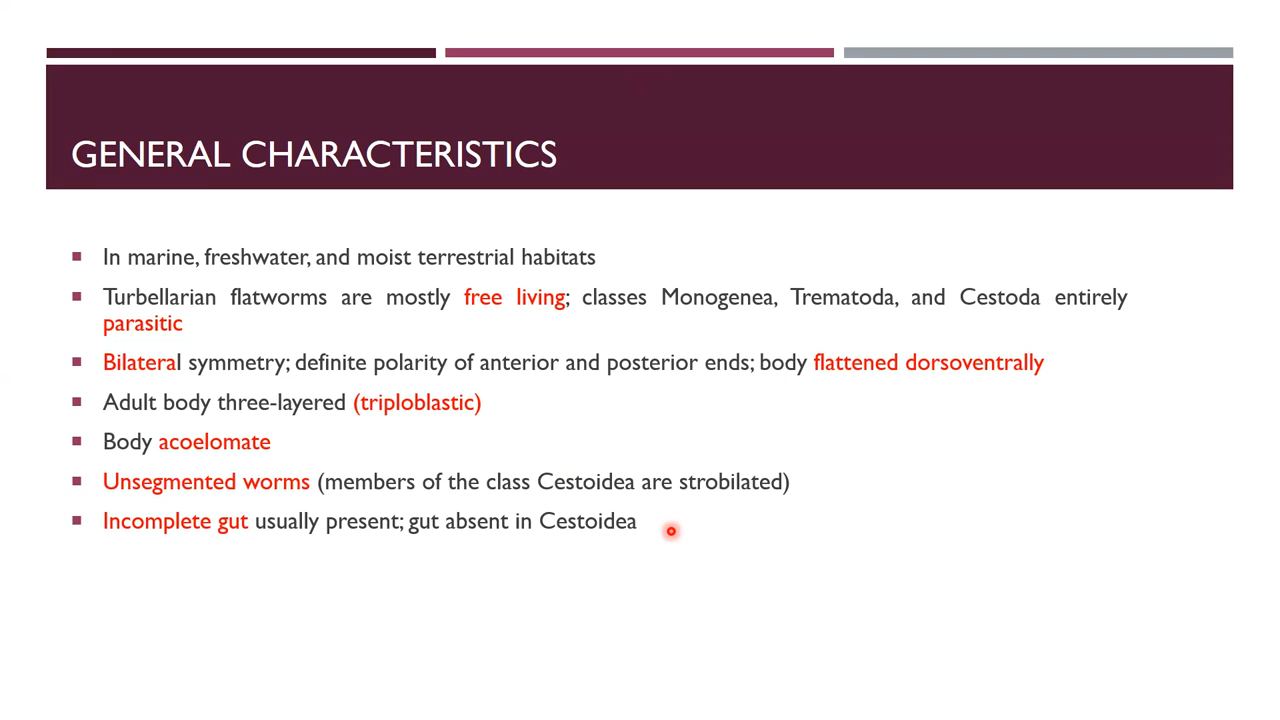 GENERAL CHARACTERISTICS
▪ In marine, freshwater, and moist terrestrial habitats
▪ Turbellarian flatworms are mostly free living; classes Monogenea, Trematoda, and Cestoda entirely
parasitic
▪ Bilateral symmetry; definite polarity of anterior and posterior ends; body flattened dorsoventrally
▪ Adult body three-layered (triploblastic)
▪ Body acoelomate
▪ Unsegmented worms (members of the class Cestoidea are strobilated)
▪ Incomplete gut usually present; gut absent in Cestoidea